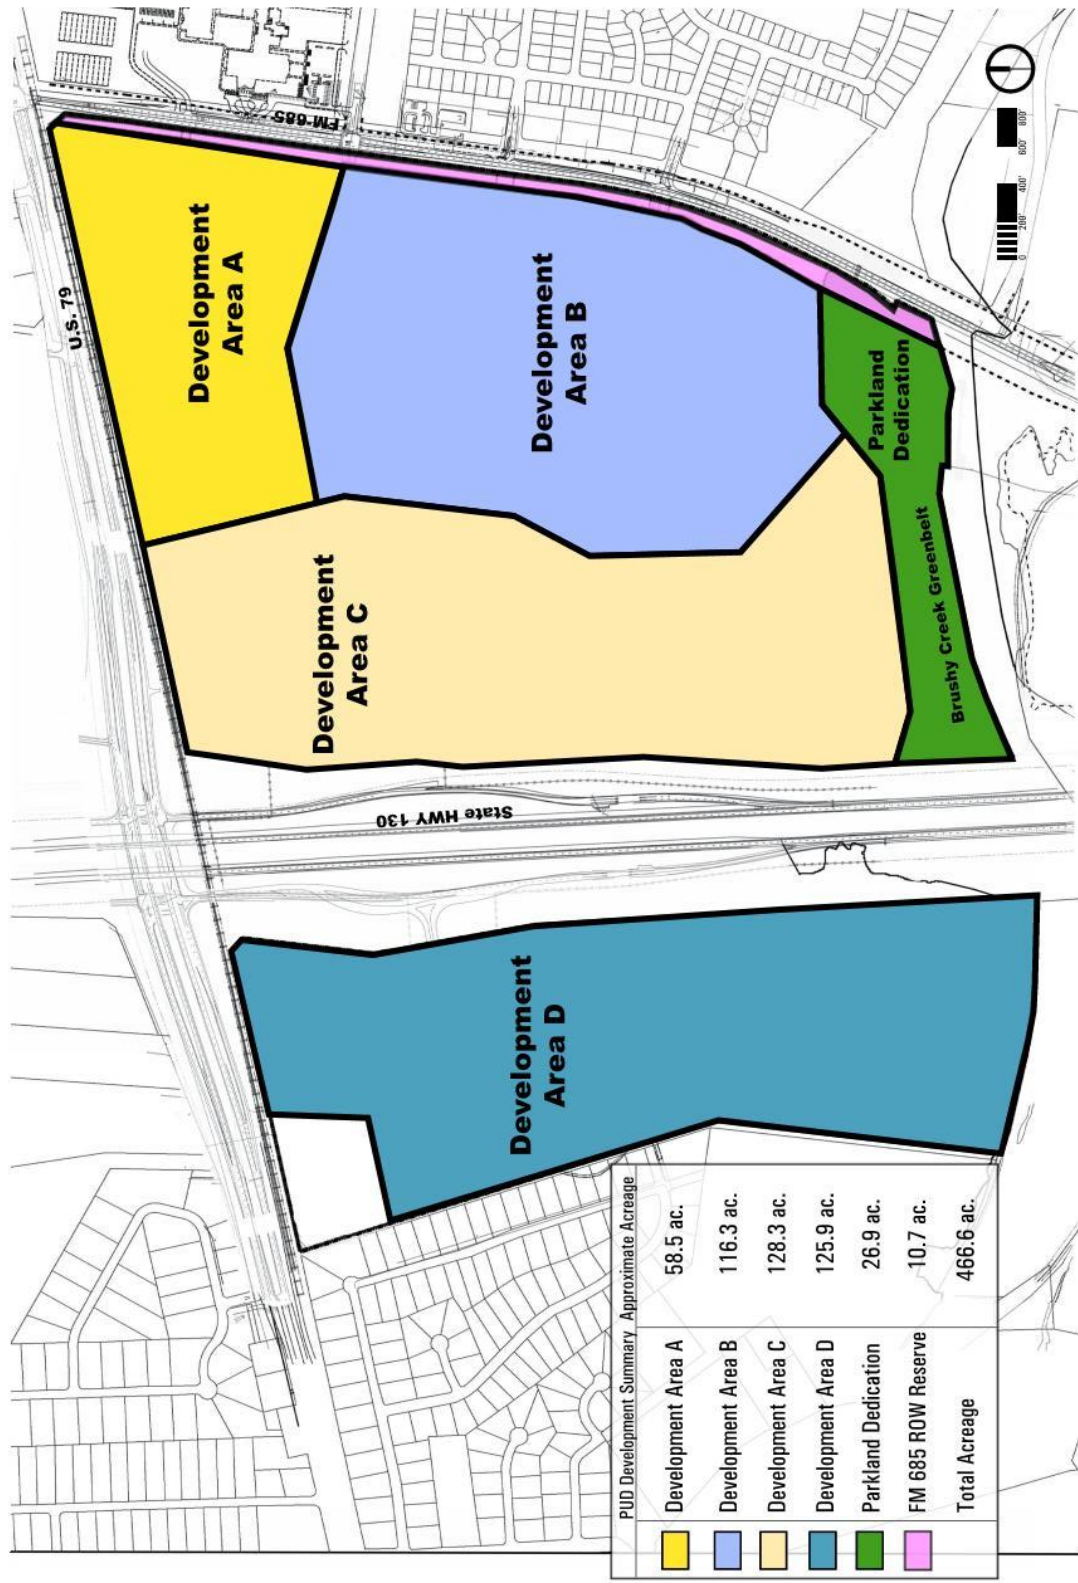 U.S. 79
FM 685
State HWY 130
Development
Area A
Development
Area B
Development
Area C
Development
Area D
Parkland
Dedication
Brushy Creek Greenbelt
0 200' 400' 600' 800'
PUD Development Summary Approximate Acreage
Development Area A 58.5 ac.
Development Area B 116.3 ac.
Development Area C 128.3 ac.
Development Area D 125.9 ac.
Parkland Dedication 26.9 ac.
FM 685 ROW Reserve 10.7 ac.
Total Acreage 466.6 ac.